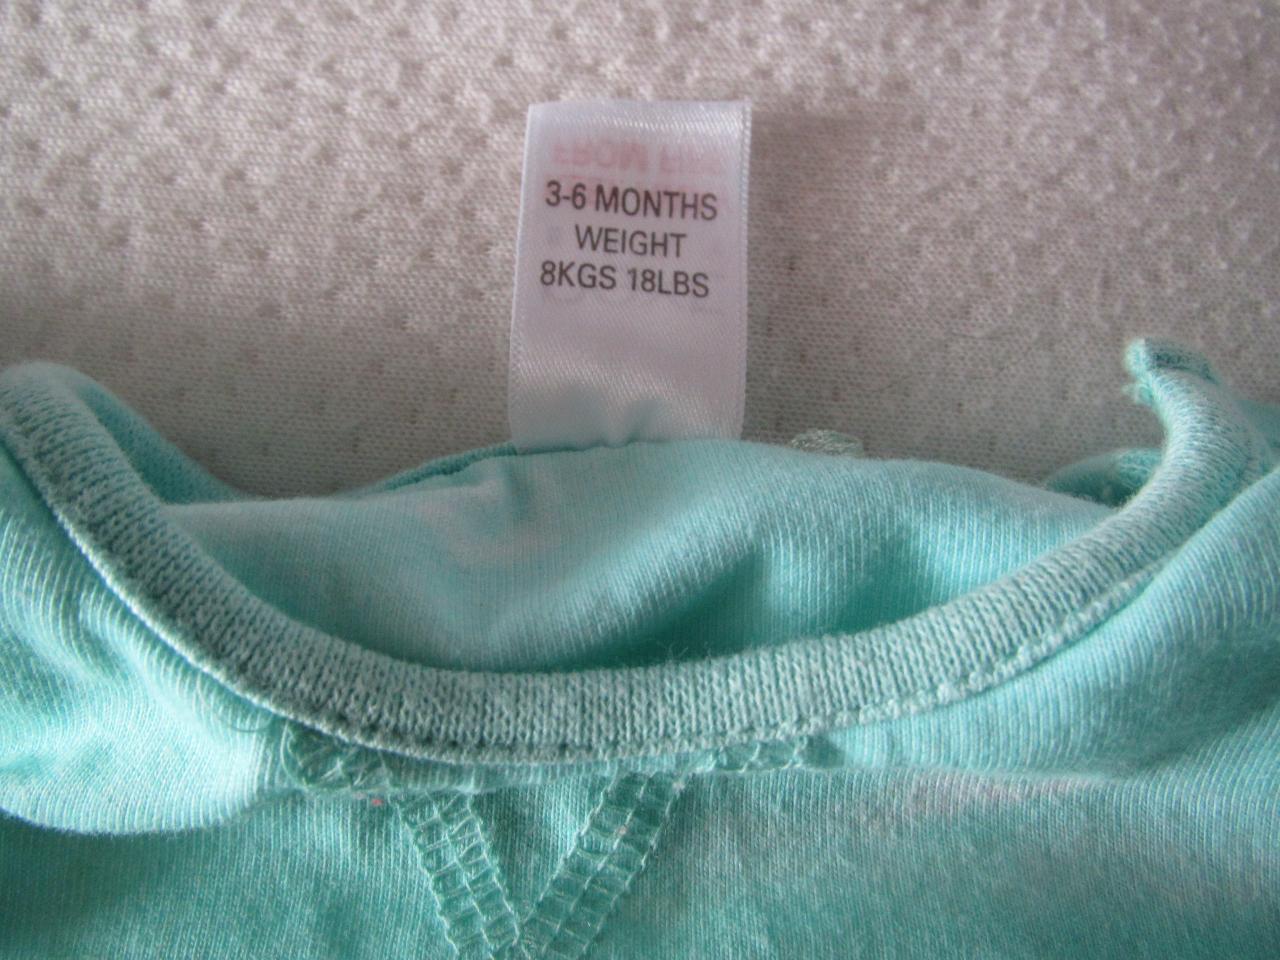 3-6 MONTHS
WEIGHT
8KGS 18LBS